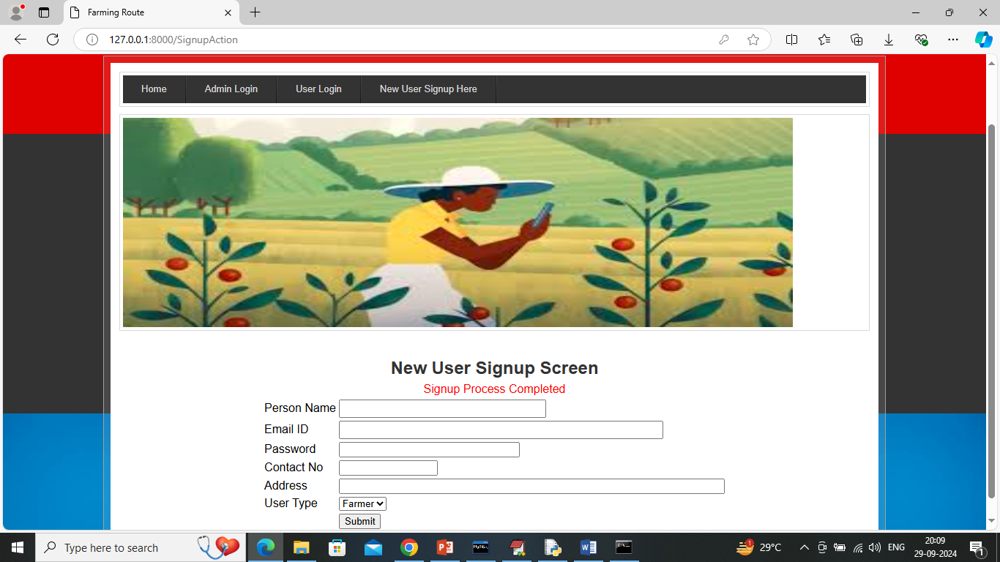 Farming Route
127.0.0.1:8000/SignupAction
Home Admin Login User Login New User Signup Here
New User Signup Screen
Signup Process Completed
Person Name
Email ID
Password
Contact No
Address
User Type Farmer
Submit
Type here to search
1 29°C ENG 20:09
29-09-2024 1